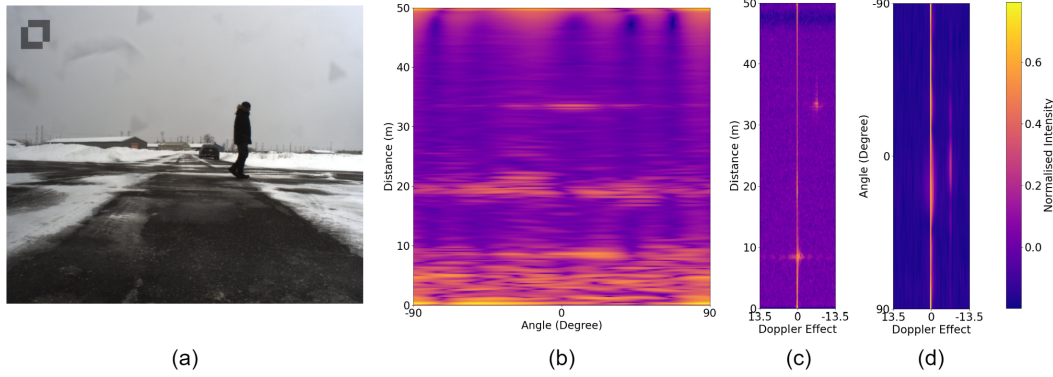 50
40
30
20
10
0
Distance (m)
-90
0
90
Angle (Degree)
50
40
30
20
10
0
Distance (m)
13.5
0
-13.5
Doppler Effect
-90
0
90
Angle (Degree)
13.5
0
-13.5
Doppler Effect
0.6
0.4
0.2
0.0
Normalised Intensity
(a)
(b)
(c)
(d)